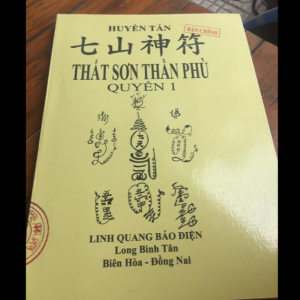 HUYỀN TẤN
BẢN CHÍNH
七山神符
THẤT SƠN THẦN PHÙ
QUYỂN 1
LINH QUANG BẢO ĐIỆN
Long Bình Tân
Biên Hòa - Đồng Nai